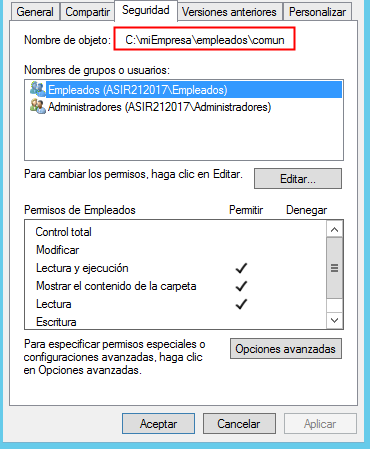 General Compartir Seguridad Versiones anteriores Personalizar
Nombre de objeto: C:\miEmpresa\empleados\comun
Nombres de grupos o usuarios:
Empleados (ASIR212017\Empleados)
Administradores (ASIR212017\Administradores)
Para cambiar los permisos, haga clic en Editar. Editar...
Permisos de Empleados Permitir Denegar
Control total
Modificar
Lectura y ejecución
Mostrar el contenido de la carpeta
Lectura
Escritura
Para especificar permisos especiales o
configuraciones avanzadas, haga clic
en Opciones avanzadas.
Opciones avanzadas
Aceptar Cancelar Aplicar